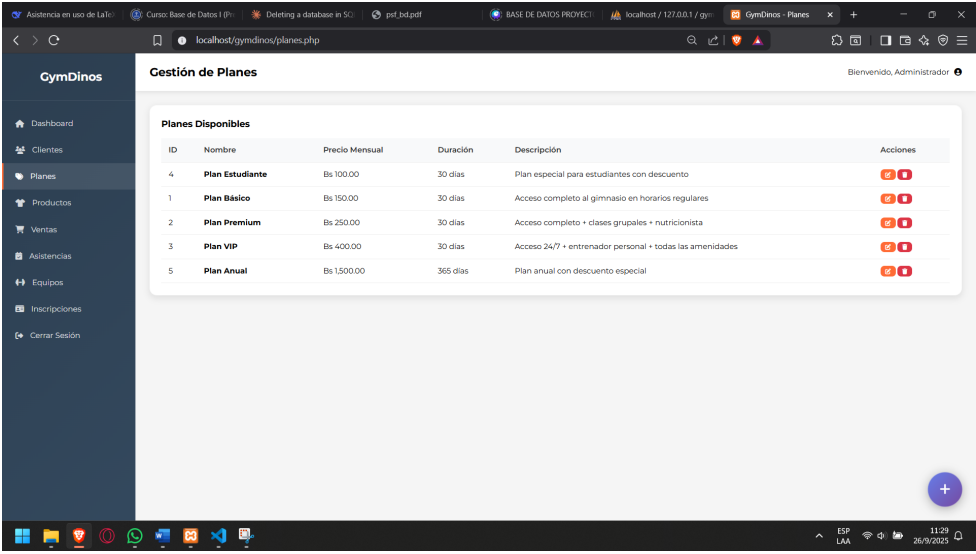 Asistencia en uso de LaTeX
Curso: Base de Datos I (Pr
Deleting a database in SQ
psf_bd.pdf
BASE DE DATOS PROYECT
localhost / 127.0.0.1 / gym
GymDinos - Planes
localhost/gymdinos/planes.php
GymDinos
Gestión de Planes
Bienvenido, Administrador
Dashboard
Clientes
Planes
Productos
Ventas
Asistencias
Equipos
Inscripciones
Cerrar Sesión
Planes Disponibles
ID Nombre Precio Mensual Duración Descripción Acciones
4 Plan Estudiante Bs 100.00 30 días Plan especial para estudiantes con descuento
1 Plan Básico Bs 150.00 30 días Acceso completo al gimnasio en horarios regulares
2 Plan Premium Bs 250.00 30 días Acceso completo + clases grupales + nutricionista
3 Plan VIP Bs 400.00 30 días Acceso 24/7 + entrenador personal + todas las amenidades
5 Plan Anual Bs 1,500.00 365 días Plan anual con descuento especial
+
ESP
LAA
11:29
26/9/2025